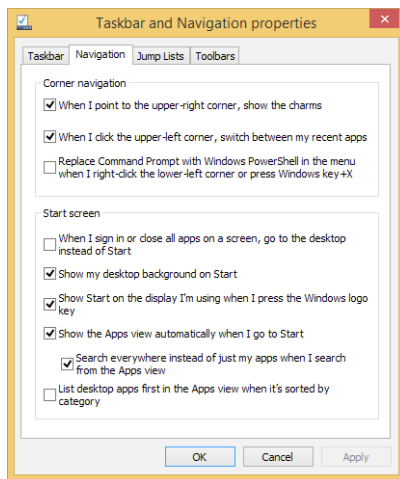 Taskbar and Navigation properties
Taskbar Navigation Jump Lists Toolbars
Corner navigation
When I point to the upper-right corner, show the charms
When I click the upper-left corner, switch between my recent apps
Replace Command Prompt with Windows PowerShell in the menu
when I right-click the lower-left corner or press Windows key+X
Start screen
When I sign in or close all apps on a screen, go to the desktop
instead of Start
Show my desktop background on Start
Show Start on the display I'm using when I press the Windows logo
key
Show the Apps view automatically when I go to Start
Search everywhere instead of just my apps when I search
from the Apps view
List desktop apps first in the Apps view when it's sorted by
category
OK Cancel Apply